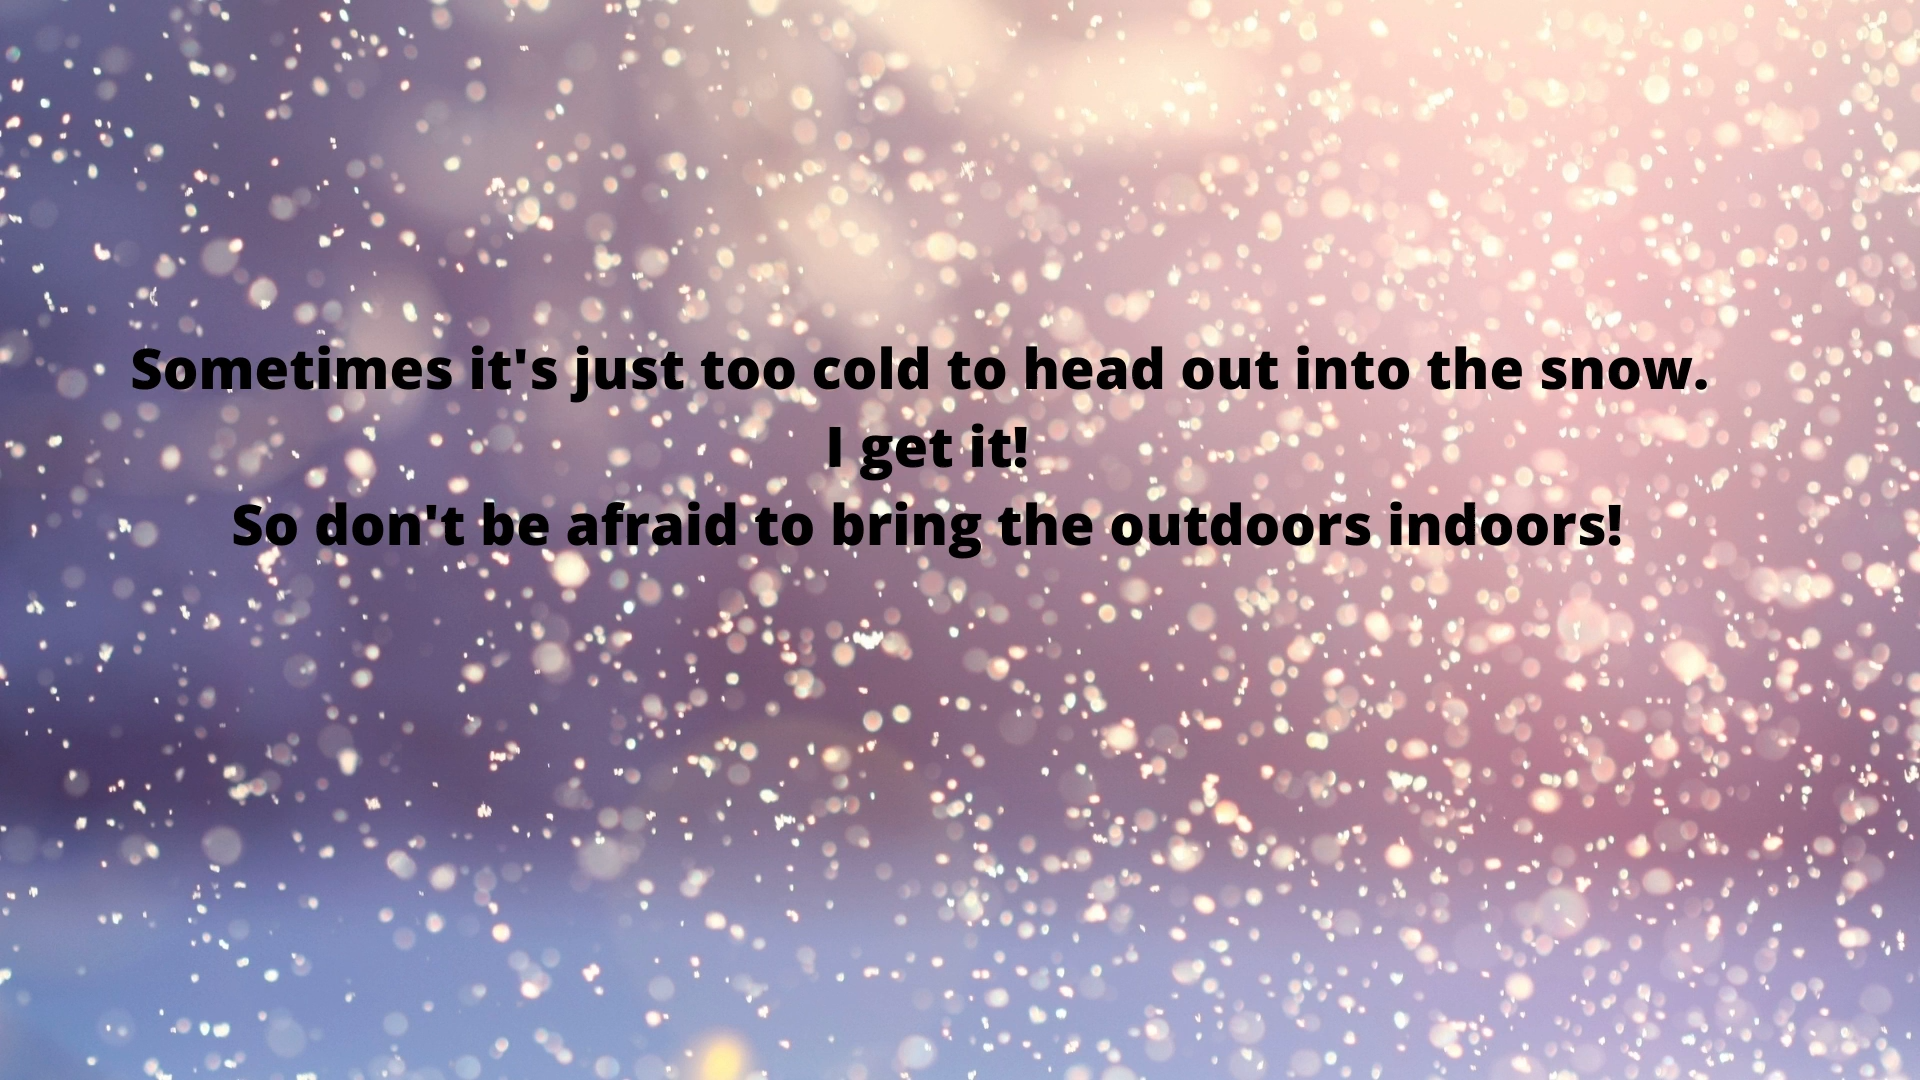 Sometimes it's just too cold to head out into the snow.
I get it!
So don't be afraid to bring the outdoors indoors!